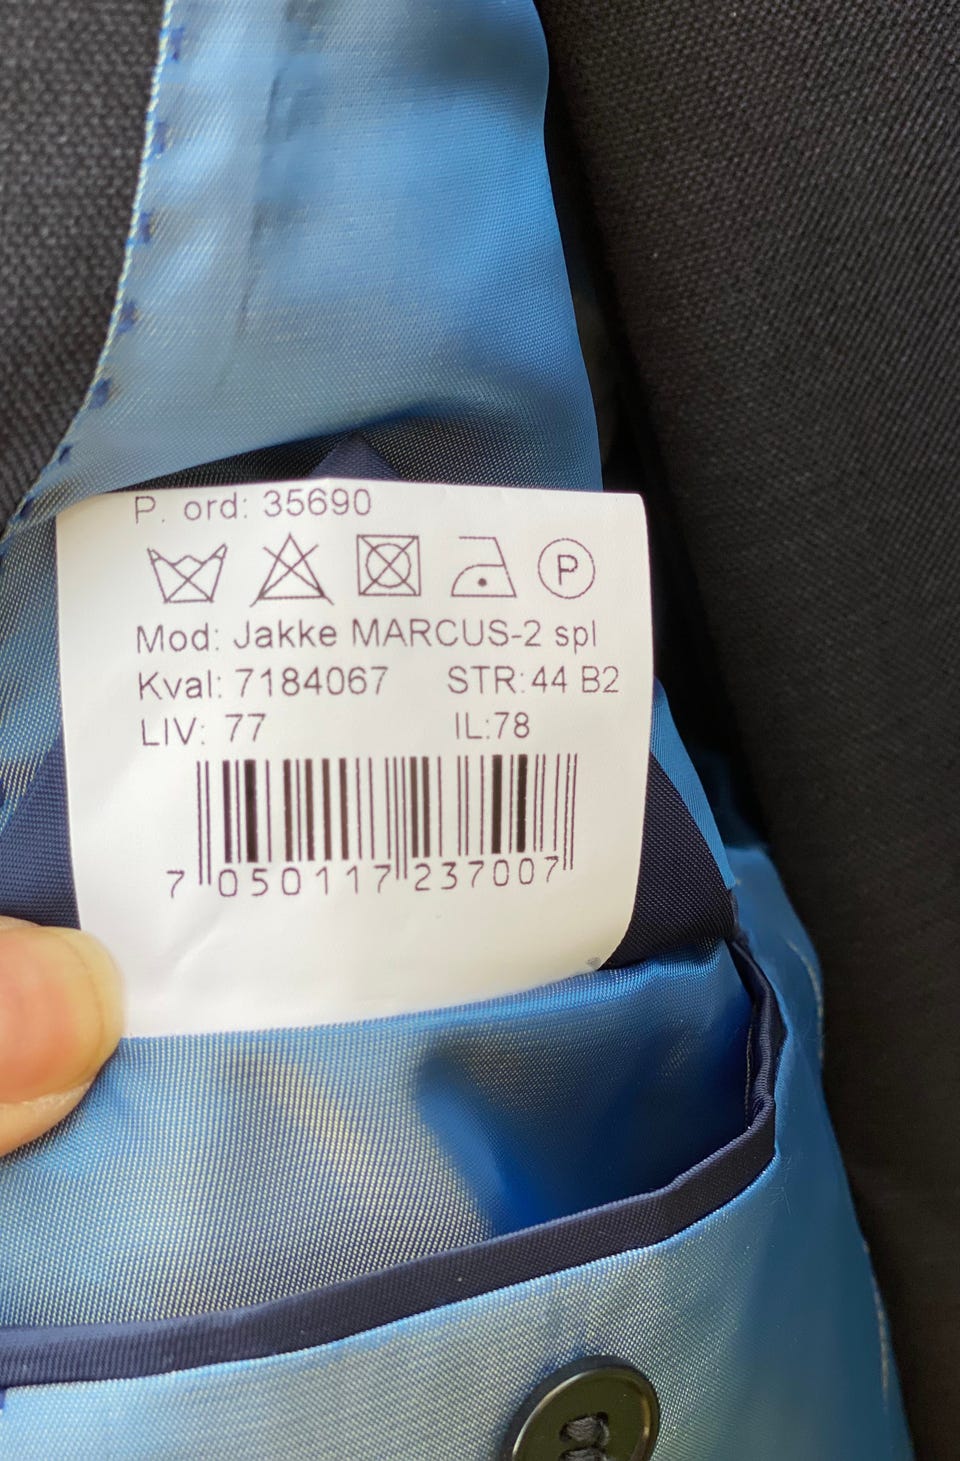 P. ord: 35690
P
Mod: Jakke MARCUS-2 spl
Kval: 7184067 STR:44 B2
LIV: 77 IL:78
7 050117 237007